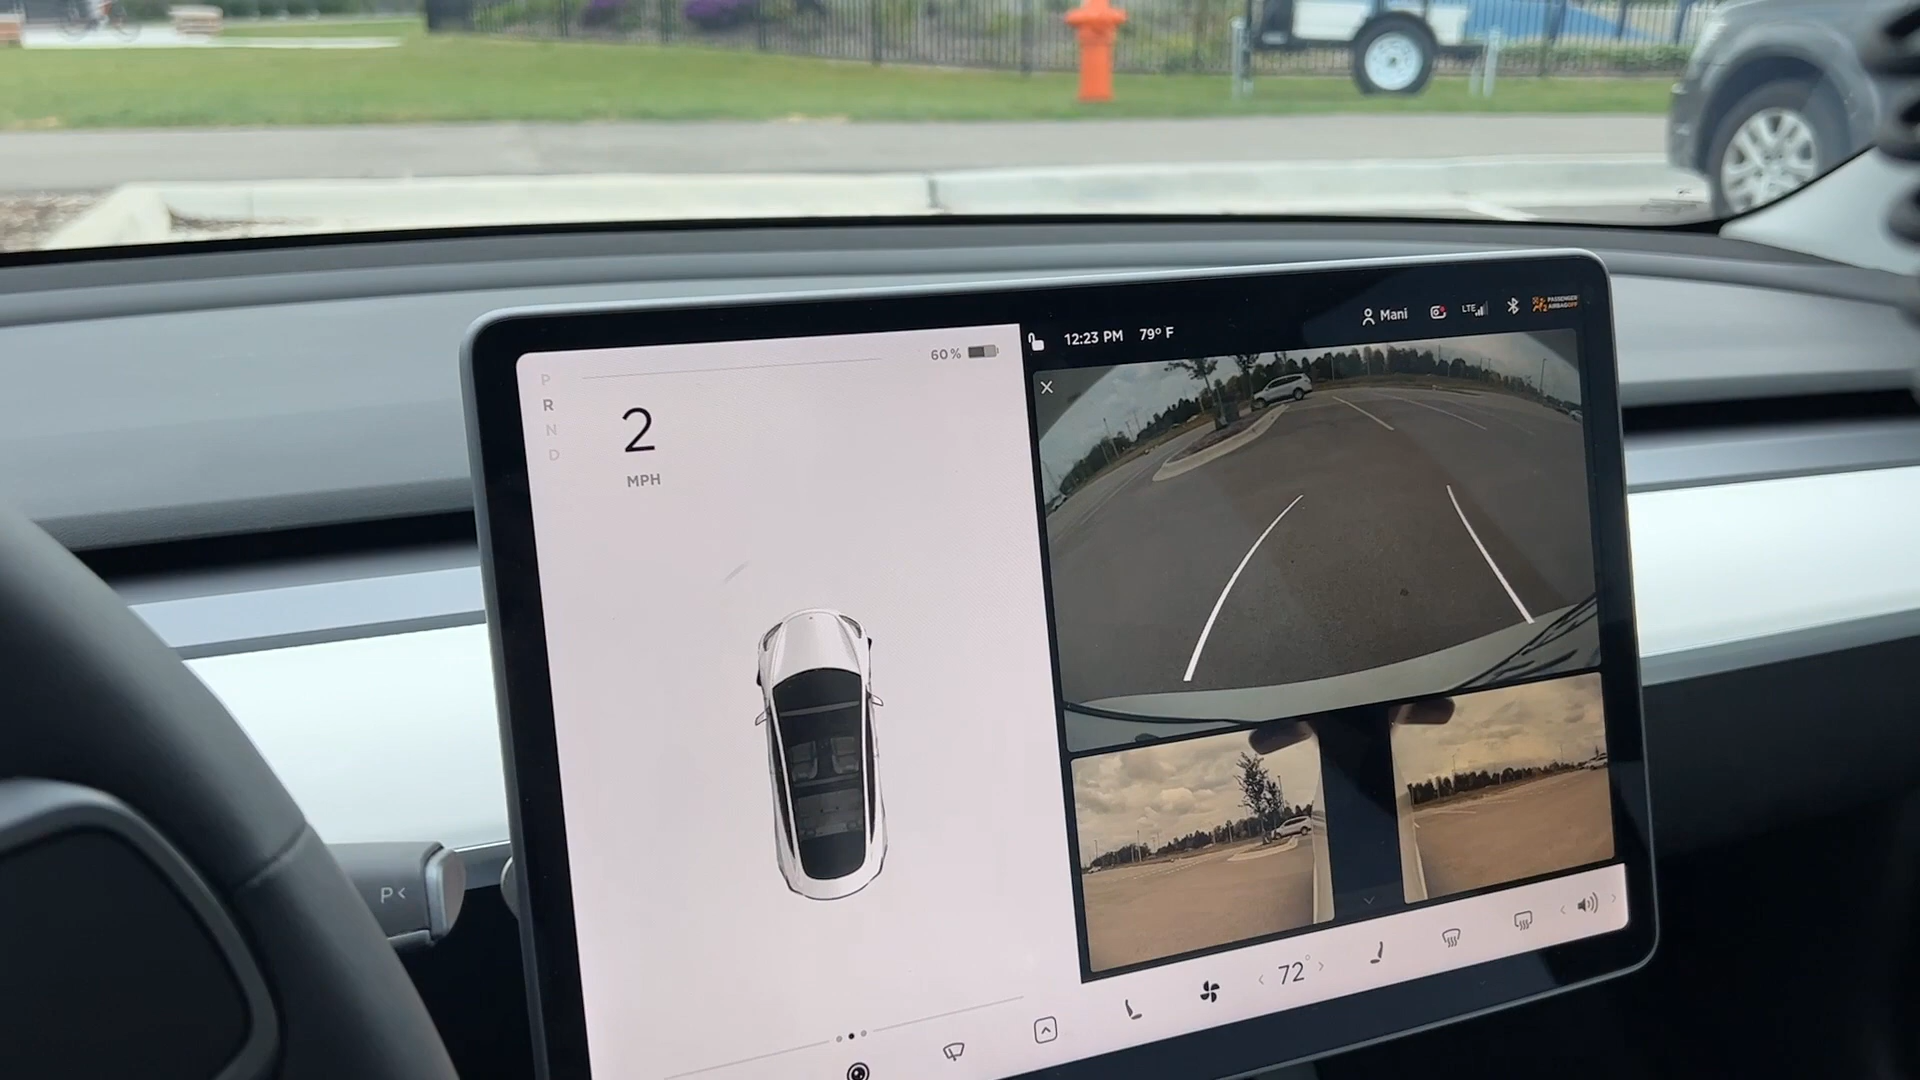 60%
P
R
N
D
2
MPH
12:23 PM 79° F
Mani
LTE
PASSENGER
AIRBAG OFF
P<
72°